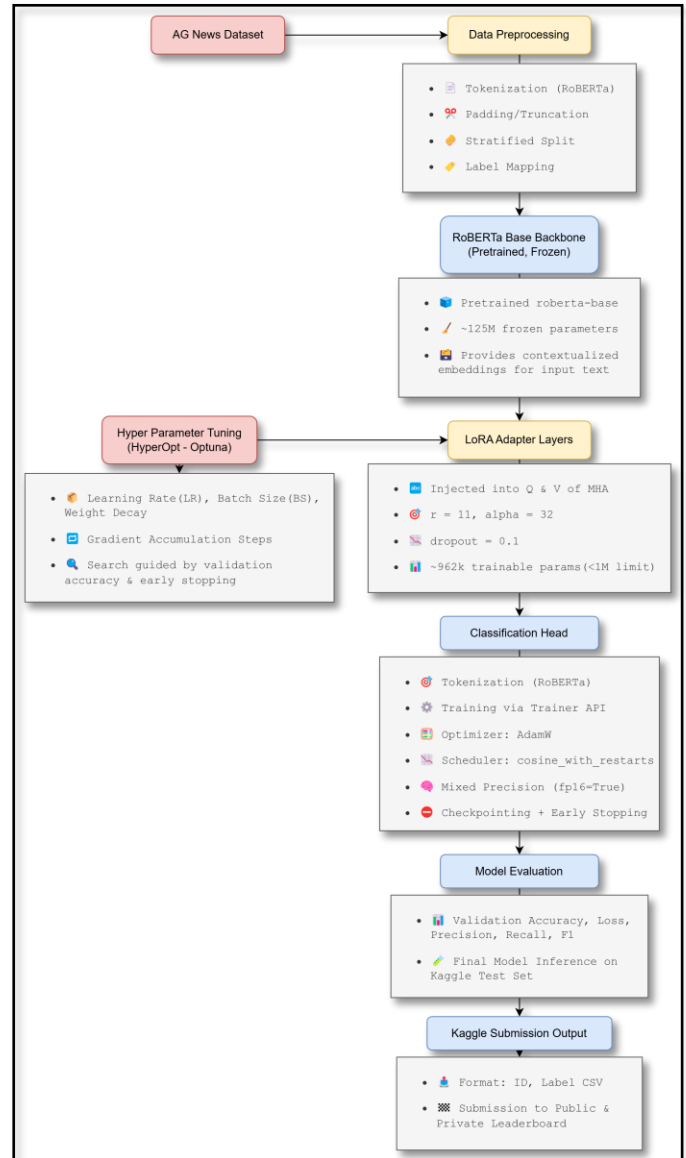 AG News Dataset
Data Preprocessing
Tokenization (RoBERTa)
Padding/Truncation
Stratified Split
Label Mapping
RoBERTa Base Backbone
(Pretrained, Frozen)
Pretrained roberta-base
~125M frozen parameters
Provides contextualized
embeddings for input text
Hyper Parameter Tuning
(HyperOpt - Optuna)
Learning Rate(LR), Batch Size(BS),
Weight Decay
Gradient Accumulation Steps
Search guided by validation
accuracy & early stopping
LoRA Adapter Layers
abc Injected into Q & V of MHA
r = 11, alpha = 32
dropout = 0.1
~962k trainable params(<1M limit)
Classification Head
Tokenization (RoBERTa)
Training via Trainer API
Optimizer: AdamW
Scheduler: cosine_with_restarts
Mixed Precision (fp16=True)
Checkpointing + Early Stopping
Model Evaluation
Validation Accuracy, Loss,
Precision, Recall, F1
Final Model Inference on
Kaggle Test Set
Kaggle Submission Output
Format: ID, Label CSV
Submission to Public &
Private Leaderboard